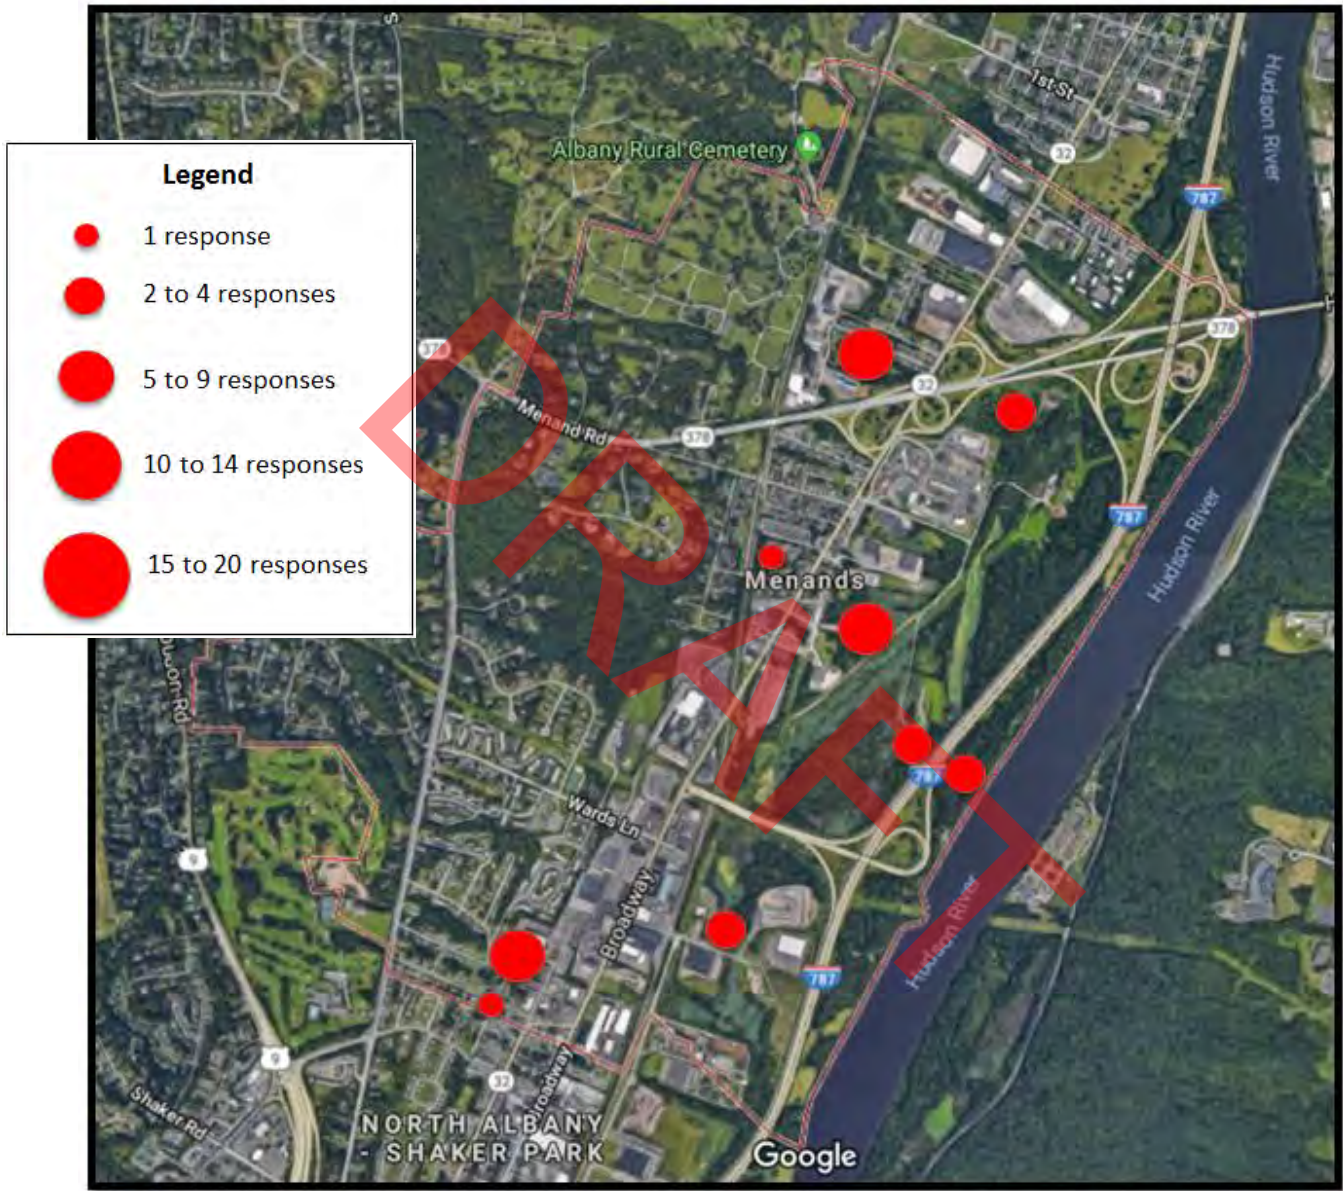 1st St
Hudson River
Albany Rural Cemetery
32
787
Legend
1 response
2 to 4 responses
5 to 9 responses
10 to 14 responses
15 to 20 responses
378
378
32
Menand Rd
378
787
Hudson River
Menands
787
Wards Ln
9
Broadway
Hudson River
787
9
32
Broadway
Shaker Rd
NORTH ALBANY
- SHAKER PARK
Google
DRAFT